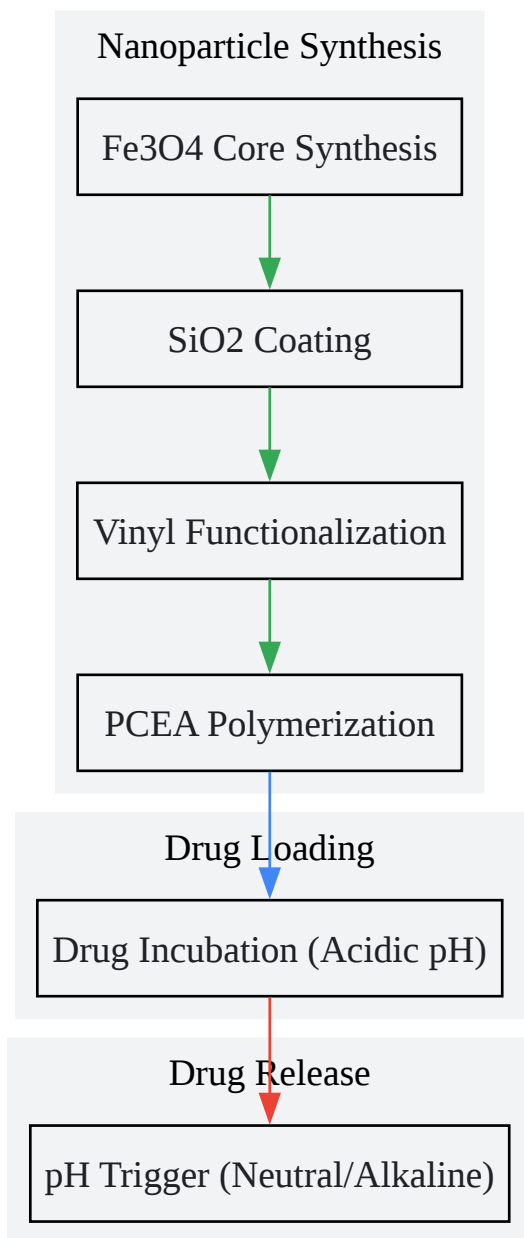 Nanoparticle Synthesis
Fe3O4 Core Synthesis
SiO2 Coating
Vinyl Functionalization
PCEA Polymerization
Drug Loading
Drug Incubation (Acidic pH)
Drug Release
pH Trigger (Neutral/Alkaline)